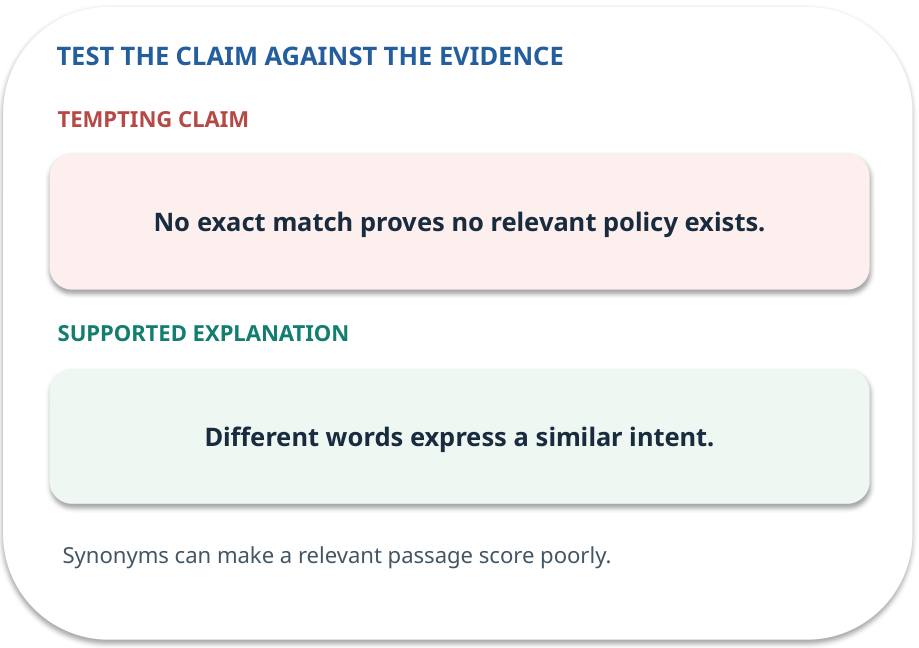 TEST THE CLAIM AGAINST THE EVIDENCE
TEMPTING CLAIM
No exact match proves no relevant policy exists.
SUPPORTED EXPLANATION
Different words express a similar intent.
Synonyms can make a relevant passage score poorly.